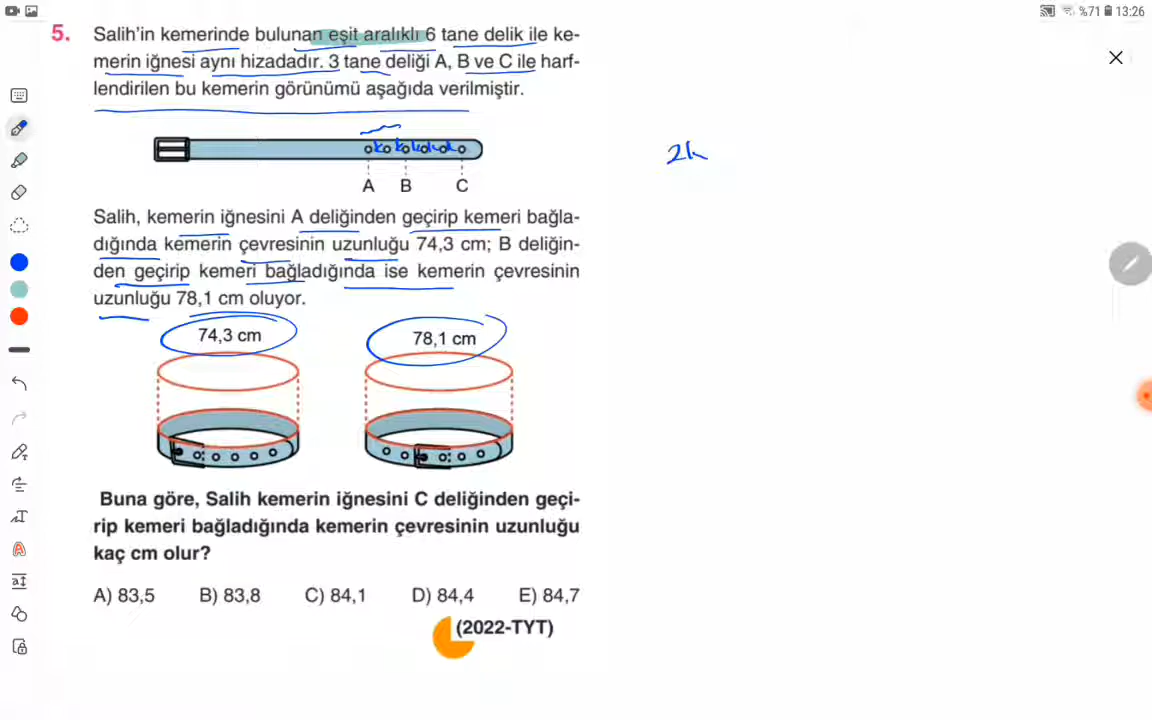 %71 13:26
5. Salih'in kemerinde bulunan eşit aralıklı 6 tane delik ile ke-
merin iğnesi aynı hizadadır. 3 tane deliği A, B ve C ile harf-
lendirilen bu kemerin görünümü aşağıda verilmiştir.
k k k k k
2k
A B C
Salih, kemerin iğnesini A deliğinden geçirip kemeri bağla-
dığında kemerin çevresinin uzunluğu 74,3 cm; B deliğin-
den geçirip kemeri bağladığında ise kemerin çevresinin
uzunluğu 78,1 cm oluyor.
74,3 cm 78,1 cm
Buna göre, Salih kemerin iğnesini C deliğinden geçi-
rip kemeri bağladığında kemerin çevresinin uzunluğu
kaç cm olur?
A) 83,5 B) 83,8 C) 84,1 D) 84,4 E) 84,7
(2022-TYT)